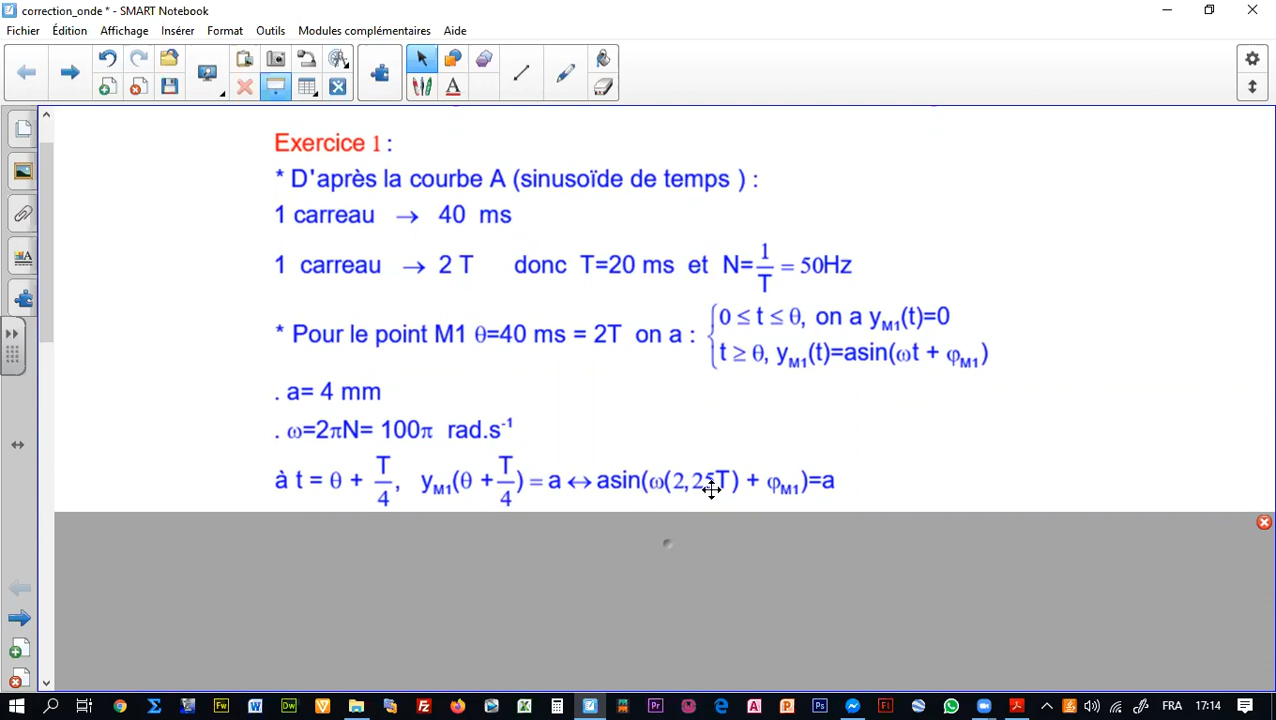 correction_onde * - SMART Notebook
Fichier Édition Affichage Insérer Format Outils Modules complémentaires Aide
Exercice 1 :
* D'après la courbe A (sinusoïde de temps ) :
1 carreau → 40 ms
1 carreau → 2 T donc T=20 ms et N=1/T = 50Hz
* Pour le point M1 θ=40 ms = 2T on a : { 0 ≤ t ≤ θ, on a yM1(t)=0
t ≥ θ, yM1(t)=asin(ωt + φM1)
. a= 4 mm
. ω=2πN= 100π rad.s⁻¹
à t = θ + T/4, yM1(θ + T/4) = a ↔ asin(ω(2,25T) + φM1)=a
FRA 17:14